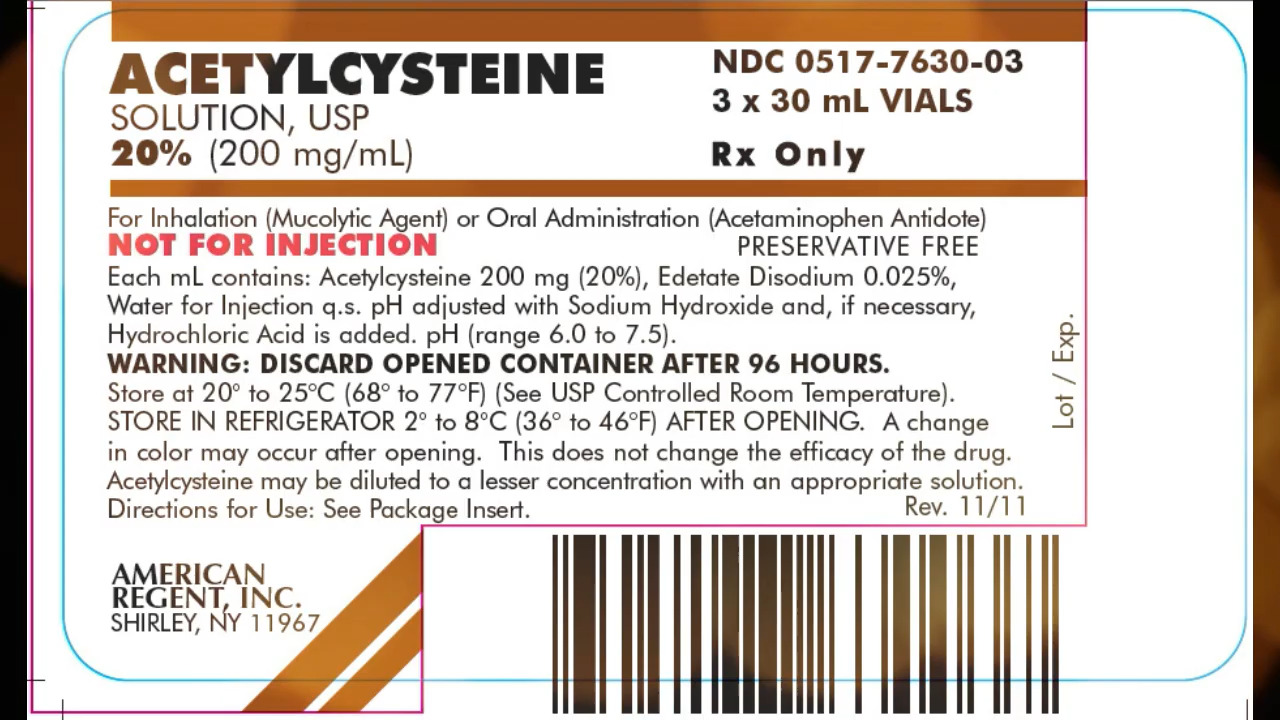 ACETYLCYSTEINE
SOLUTION, USP
20% (200 mg/mL)
NDC 0517-7630-03
3 x 30 mL VIALS
Rx Only
For Inhalation (Mucolytic Agent) or Oral Administration (Acetaminophen Antidote)
NOT FOR INJECTION PRESERVATIVE FREE
Each mL contains: Acetylcysteine 200 mg (20%), Edetate Disodium 0.025%,
Water for Injection q.s. pH adjusted with Sodium Hydroxide and, if necessary,
Hydrochloric Acid is added. pH (range 6.0 to 7.5).
WARNING: DISCARD OPENED CONTAINER AFTER 96 HOURS.
Store at 20° to 25°C (68° to 77°F) (See USP Controlled Room Temperature).
STORE IN REFRIGERATOR 2° to 8°C (36° to 46°F) AFTER OPENING. A change
in color may occur after opening. This does not change the efficacy of the drug.
Acetylcysteine may be diluted to a lesser concentration with an appropriate solution.
Directions for Use: See Package Insert. Rev. 11/11
Lot / Exp.
AMERICAN
REGENT, INC.
SHIRLEY, NY 11967